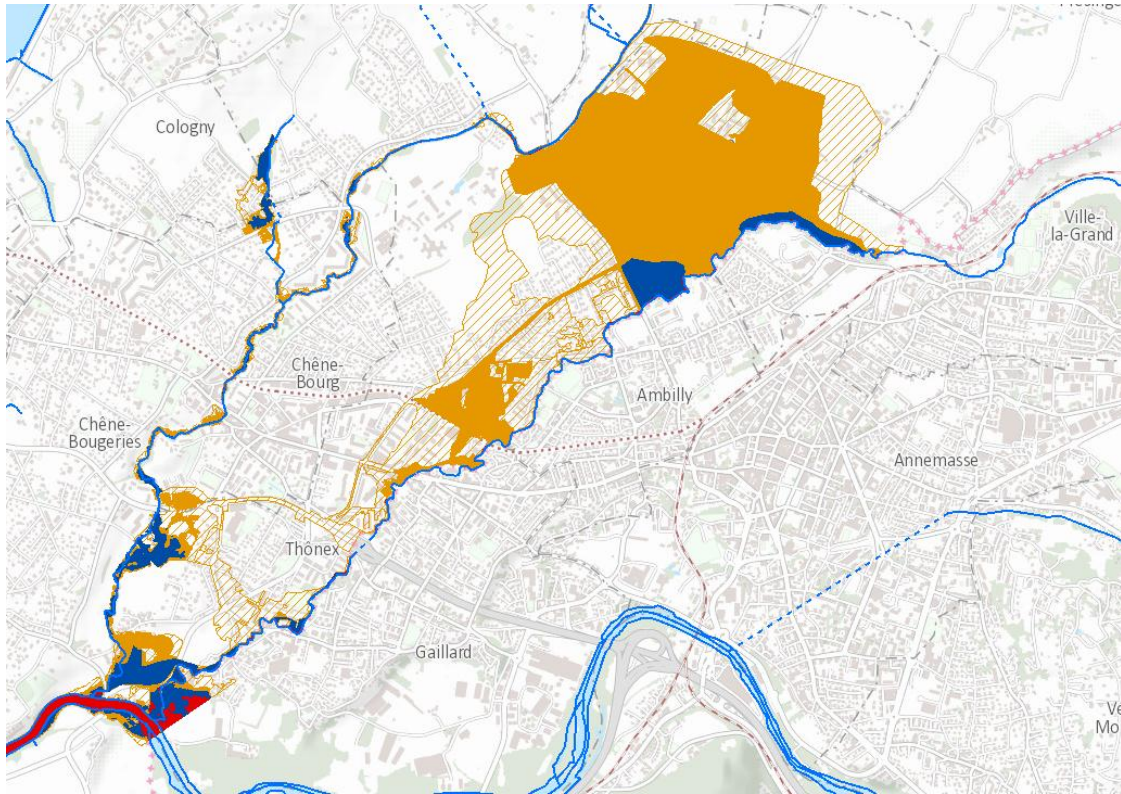 Cologny
Ville-
la-Grand
Chêne-
Bourg
Ambilly
Chêne-
Bougeries
Annemasse
Thônex
Gaillard